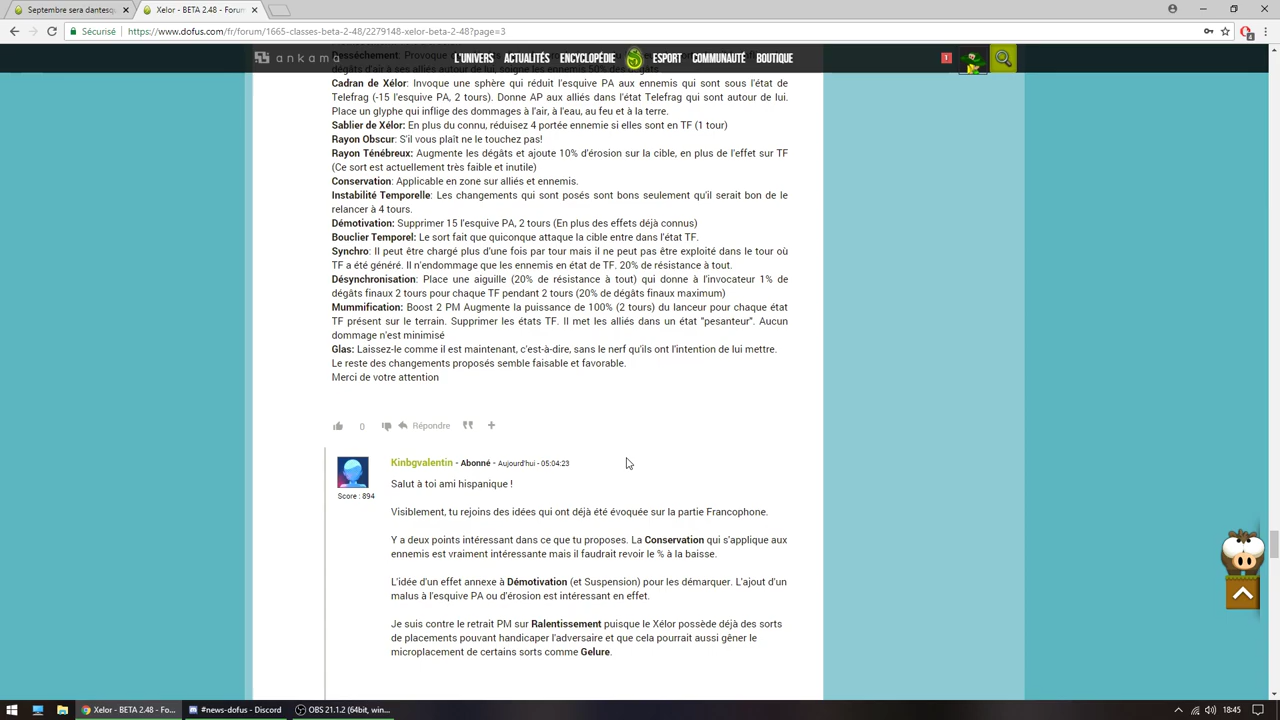 Septembre sera dantesq
Xelor - BETA 2.48 - Forum
Sécurisé
https://www.dofus.com/fr/forum/1665-classes-beta-2-48/2279148-xelor-beta-2-48?page=3
ankama
L'UNIVERS ACTUALITÉS ENCYCLOPÉDIE ESPORT COMMUNAUTÉ BOUTIQUE
1
Cadran de Xélor: Invoque une sphère qui réduit l'esquive PA aux ennemis qui sont sous l'état de
Telefrag (-15 l'esquive PA, 2 tours). Donne AP aux alliés dans l'état Telefrag qui sont autour de lui.
Place un glyphe qui inflige des dommages à l'air, à l'eau, au feu et à la terre.
Sablier de Xélor: En plus du connu, réduisez 4 portée ennemie si elles sont en TF (1 tour)
Rayon Obscur: S'il vous plaît ne le touchez pas!
Rayon Ténébreux: Augmente les dégâts et ajoute 10% d'érosion sur la cible, en plus de l'effet sur TF
(Ce sort est actuellement très faible et inutile)
Conservation: Applicable en zone sur alliés et ennemis.
Instabilité Temporelle: Les changements qui sont posés sont bons seulement qu'il serait bon de le
relancer à 4 tours.
Démotivation: Supprimer 15 l'esquive PA, 2 tours (En plus des effets déjà connus)
Bouclier Temporel: Le sort fait que quiconque attaque la cible entre dans l'état TF.
Synchro: Il peut être chargé plus d'une fois par tour mais il ne peut pas être exploité dans le tour où
TF a été généré. Il n'endommage que les ennemis en état de TF. 20% de résistance à tout.
Désynchronisation: Place une aiguille (20% de résistance à tout) qui donne à l'invocateur 1% de
dégâts finaux 2 tours pour chaque TF pendant 2 tours (20% de dégâts finaux maximum)
Mummification: Boost 2 PM Augmente la puissance de 100% (2 tours) du lanceur pour chaque état
TF présent sur le terrain. Supprimer les états TF. Il met les alliés dans un état "pesanteur". Aucun
dommage n'est minimisé
Glas: Laissez-le comme il est maintenant, c'est-à-dire, sans le nerf qu'ils ont l'intention de lui mettre.
Le reste des changements proposés semble faisable et favorable.
Merci de votre attention
0 Répondre
Kinbgvalentin - Abonné - Aujourd'hui - 05:04:23
Score : 894
Salut à toi ami hispanique !
Visiblement, tu rejoins des idées qui ont déjà été évoquée sur la partie Francophone.
Y a deux points intéressant dans ce que tu proposes. La Conservation qui s'applique aux
ennemis est vraiment intéressante mais il faudrait revoir le % à la baisse.
L'idée d'un effet annexe à Démotivation (et Suspension) pour les démarquer. L'ajout d'un
malus à l'esquive PA ou d'érosion est intéressant en effet.
Je suis contre le retrait PM sur Ralentissement puisque le Xélor possède déjà des sorts
de placements pouvant handicaper l'adversaire et que cela pourrait aussi gêner le
microplacement de certains sorts comme Gelure.
Xelor - BETA 2.48 - Fo...
#news-dofus - Discord
OBS 21.1.2 (64bit, win...
18:45